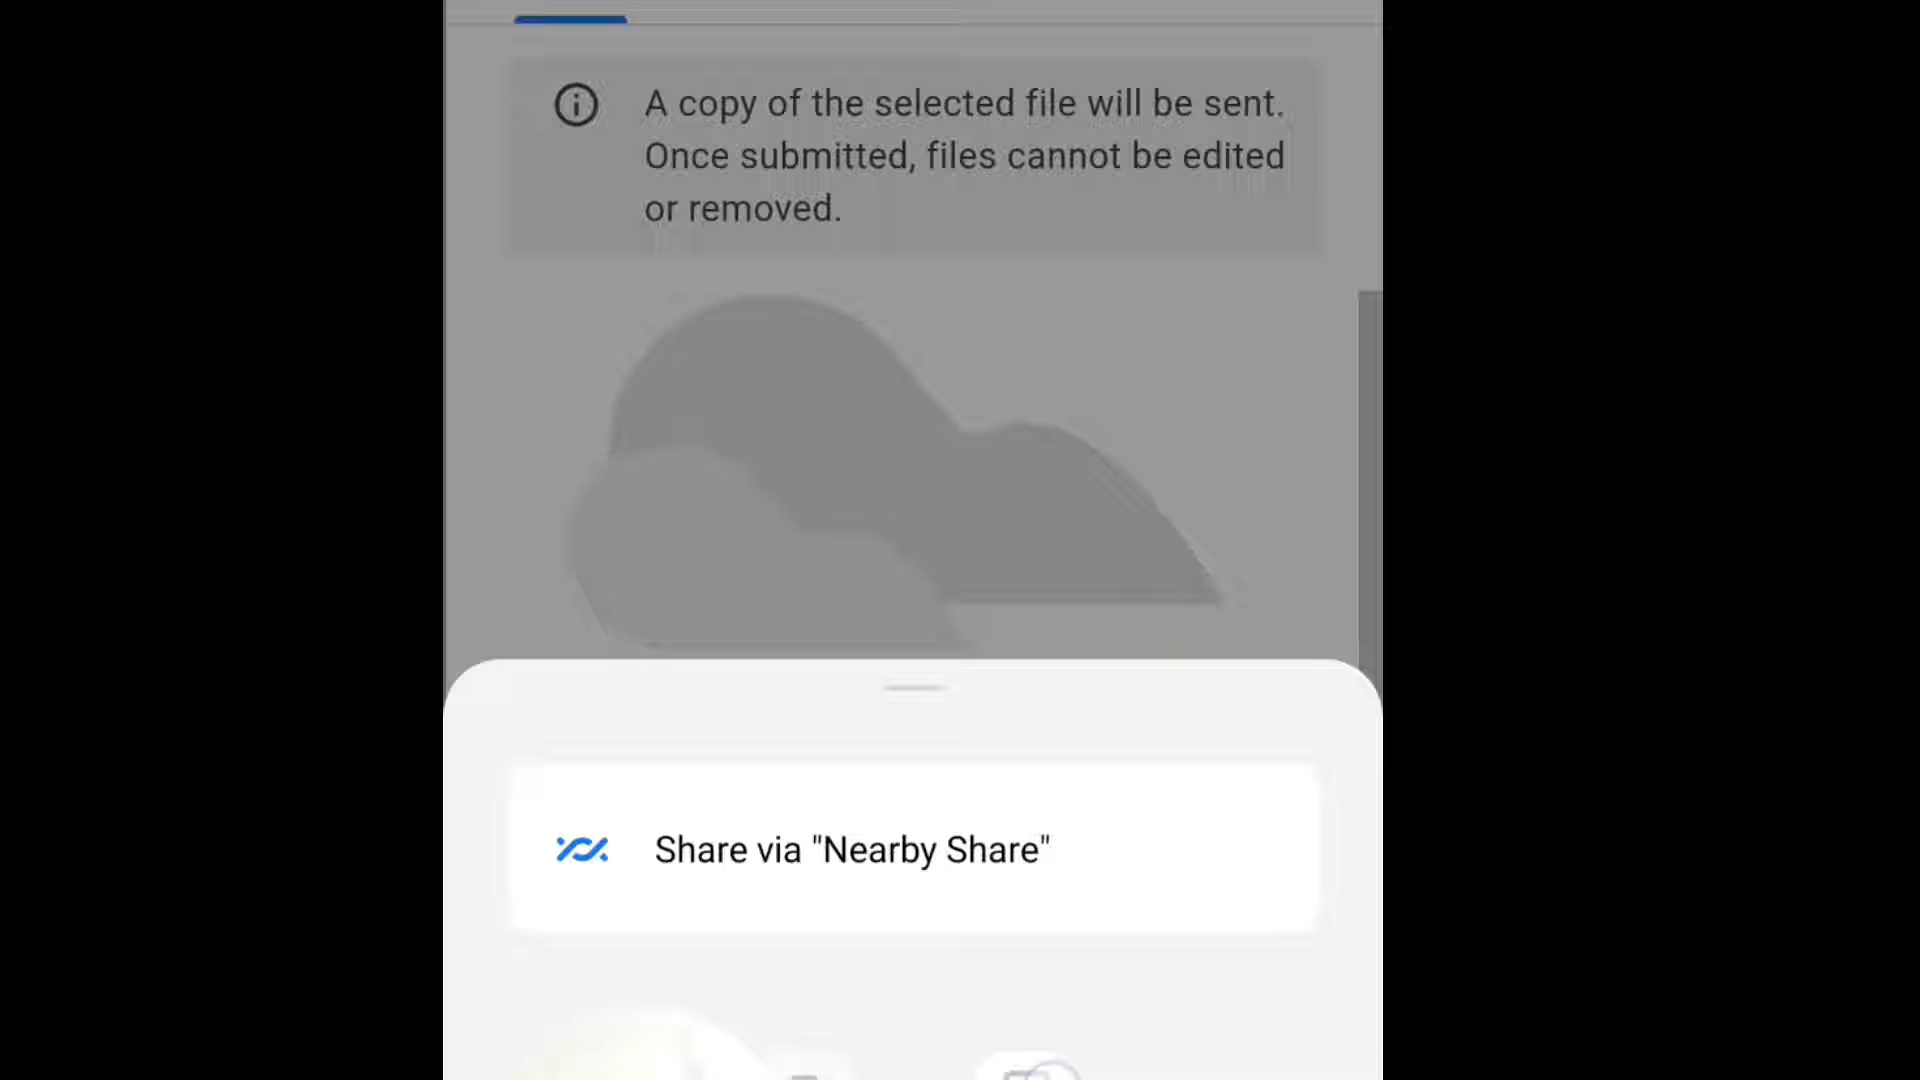 A copy of the selected file will be sent.
Once submitted, files cannot be edited
or removed.
Share via "Nearby Share"